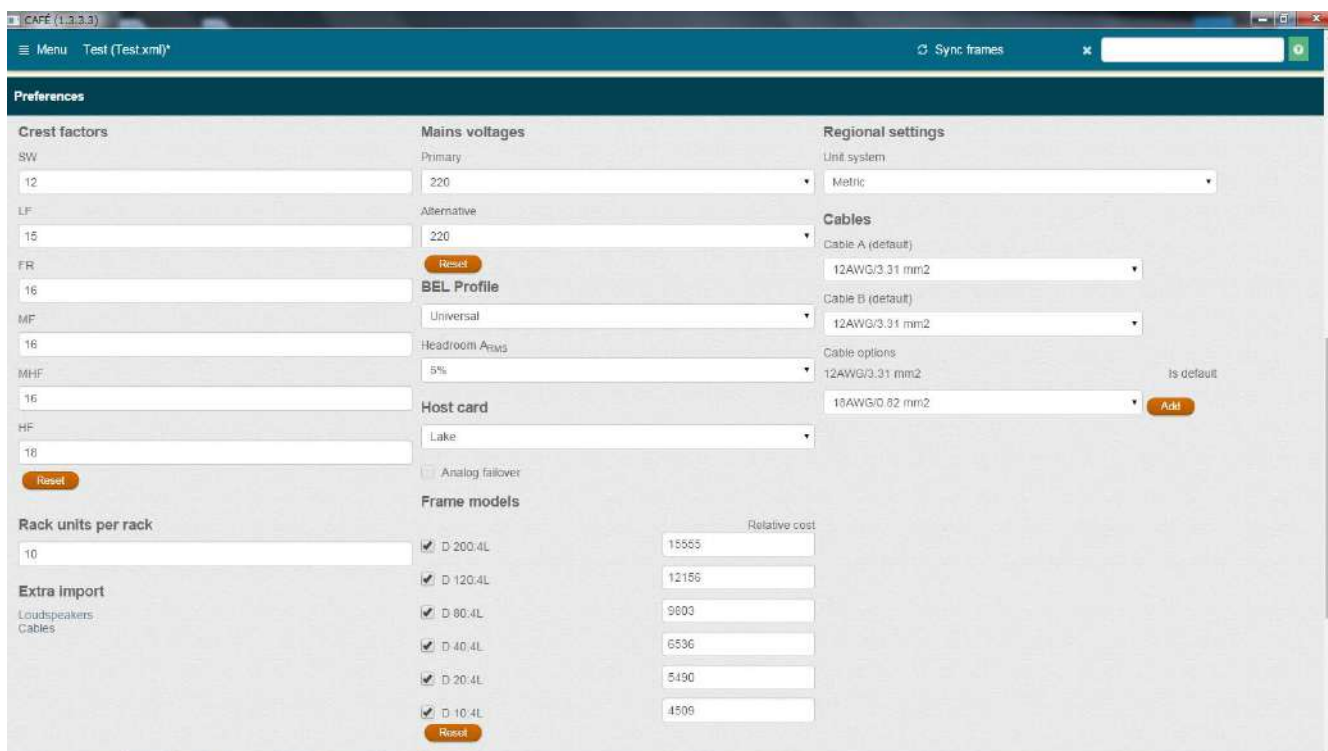 CAFÉ (1.3.3.3)
Menu Test (Test.xml)* Sync frames
Preferences
Crest factors
SW
12
LF
15
FR
16
MF
16
MHF
16
HF
18
Reset
Rack units per rack
10
Extra import
Loudspeakers
Cables
Mains voltages
Primary
220
Alternative
220
Reset
BEL Profile
Universal
Headroom ARMS
5%
Host card
Lake
Analog failover
Frame models
Relative cost
D 200:4L 15555
D 120:4L 12156
D 80:4L 9803
D 40:4L 6536
D 20:4L 5490
D 10:4L 4509
Reset
Regional settings
Unit system
Metric
Cables
Cable A (default)
12AWG/3.31 mm2
Cable B (default)
12AWG/3.31 mm2
Cable options
12AWG/3.31 mm2 Is default
18AWG/0.82 mm2 Add